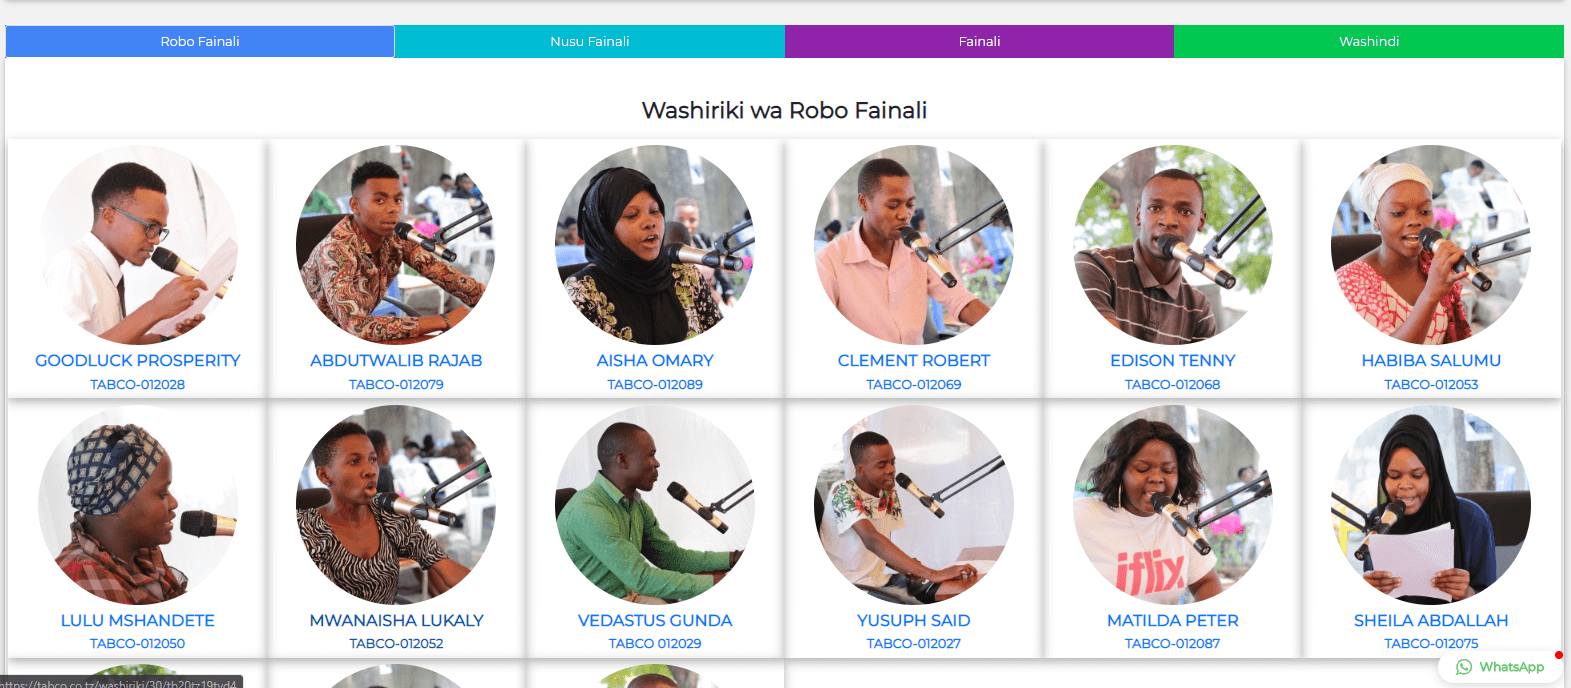 Robo Fainali
Nusu Fainali
Fainali
Washindi
Washiriki wa Robo Fainali
GOODLUCK PROSPERITY
TABCO-012028
ABDUTWALIB RAJAB
TABCO-012079
AISHA OMARY
TABCO-012089
CLEMENT ROBERT
TABCO-012069
EDISON TENNY
TABCO-012068
HABIBA SALUMU
TABCO-012053
LULU MSHANDETE
TABCO-012050
MWANAISHA LUKALY
TABCO-012052
VEDASTUS GUNDA
TABCO 012029
YUSUPH SAID
TABCO-012027
iflix
MATILDA PETER
TABCO-012087
SHEILA ABDALLAH
TABCO-012075
WhatsApp
https://tabco.co.tz/washiriki/30/tb20tz19tyd4